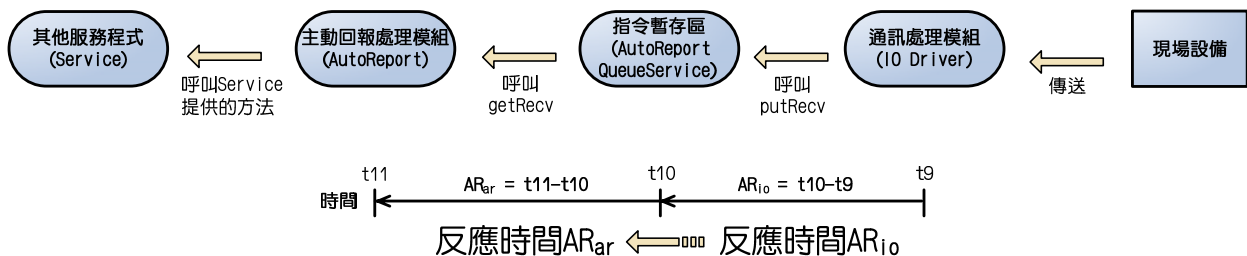 其他服務程式
(Service)
主動回報處理模組
(AutoReport)
指令暫存區
(AutoReport
QueueService)
通訊處理模組
(IO Driver)
現場設備
呼叫Service
提供的方法
呼叫
getRecv
呼叫
putRecv
傳送
時間
t11
ARar = t11-t10
t10
ARio = t10-t9
t9
反應時間ARar
反應時間ARio